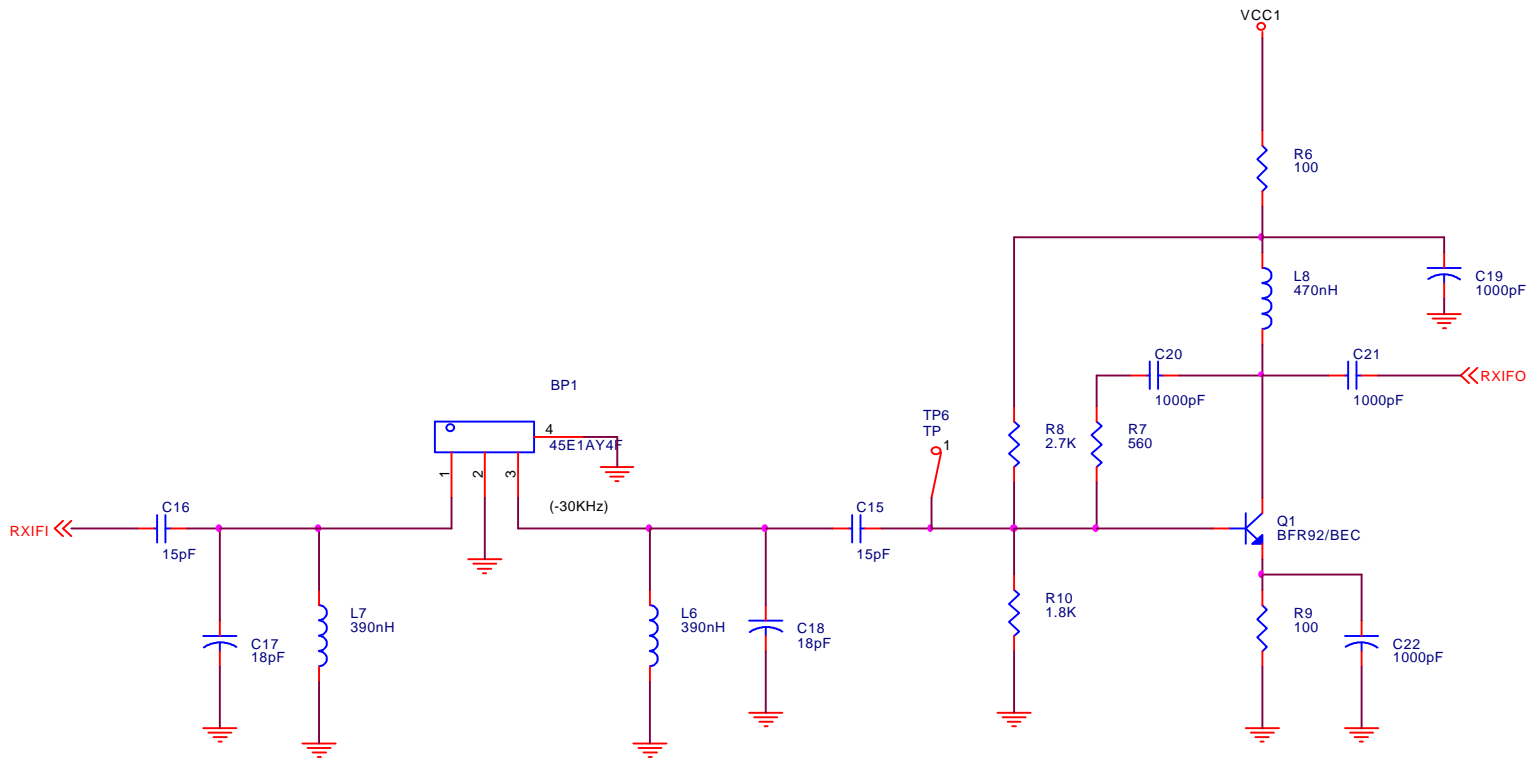 VCC1
R6
100
L8
470nH
C19
1000pF
C20
1000pF
C21
1000pF
RXIFO
BP1
4
45E1AY4F
1
2
3
(-30KHz)
TP6
TP
1
R8
2.7K
R7
560
RXIFI
C16
15pF
C15
15pF
Q1
BFR92/BEC
C17
18pF
L7
390nH
L6
390nH
C18
18pF
R10
1.8K
R9
100
C22
1000pF